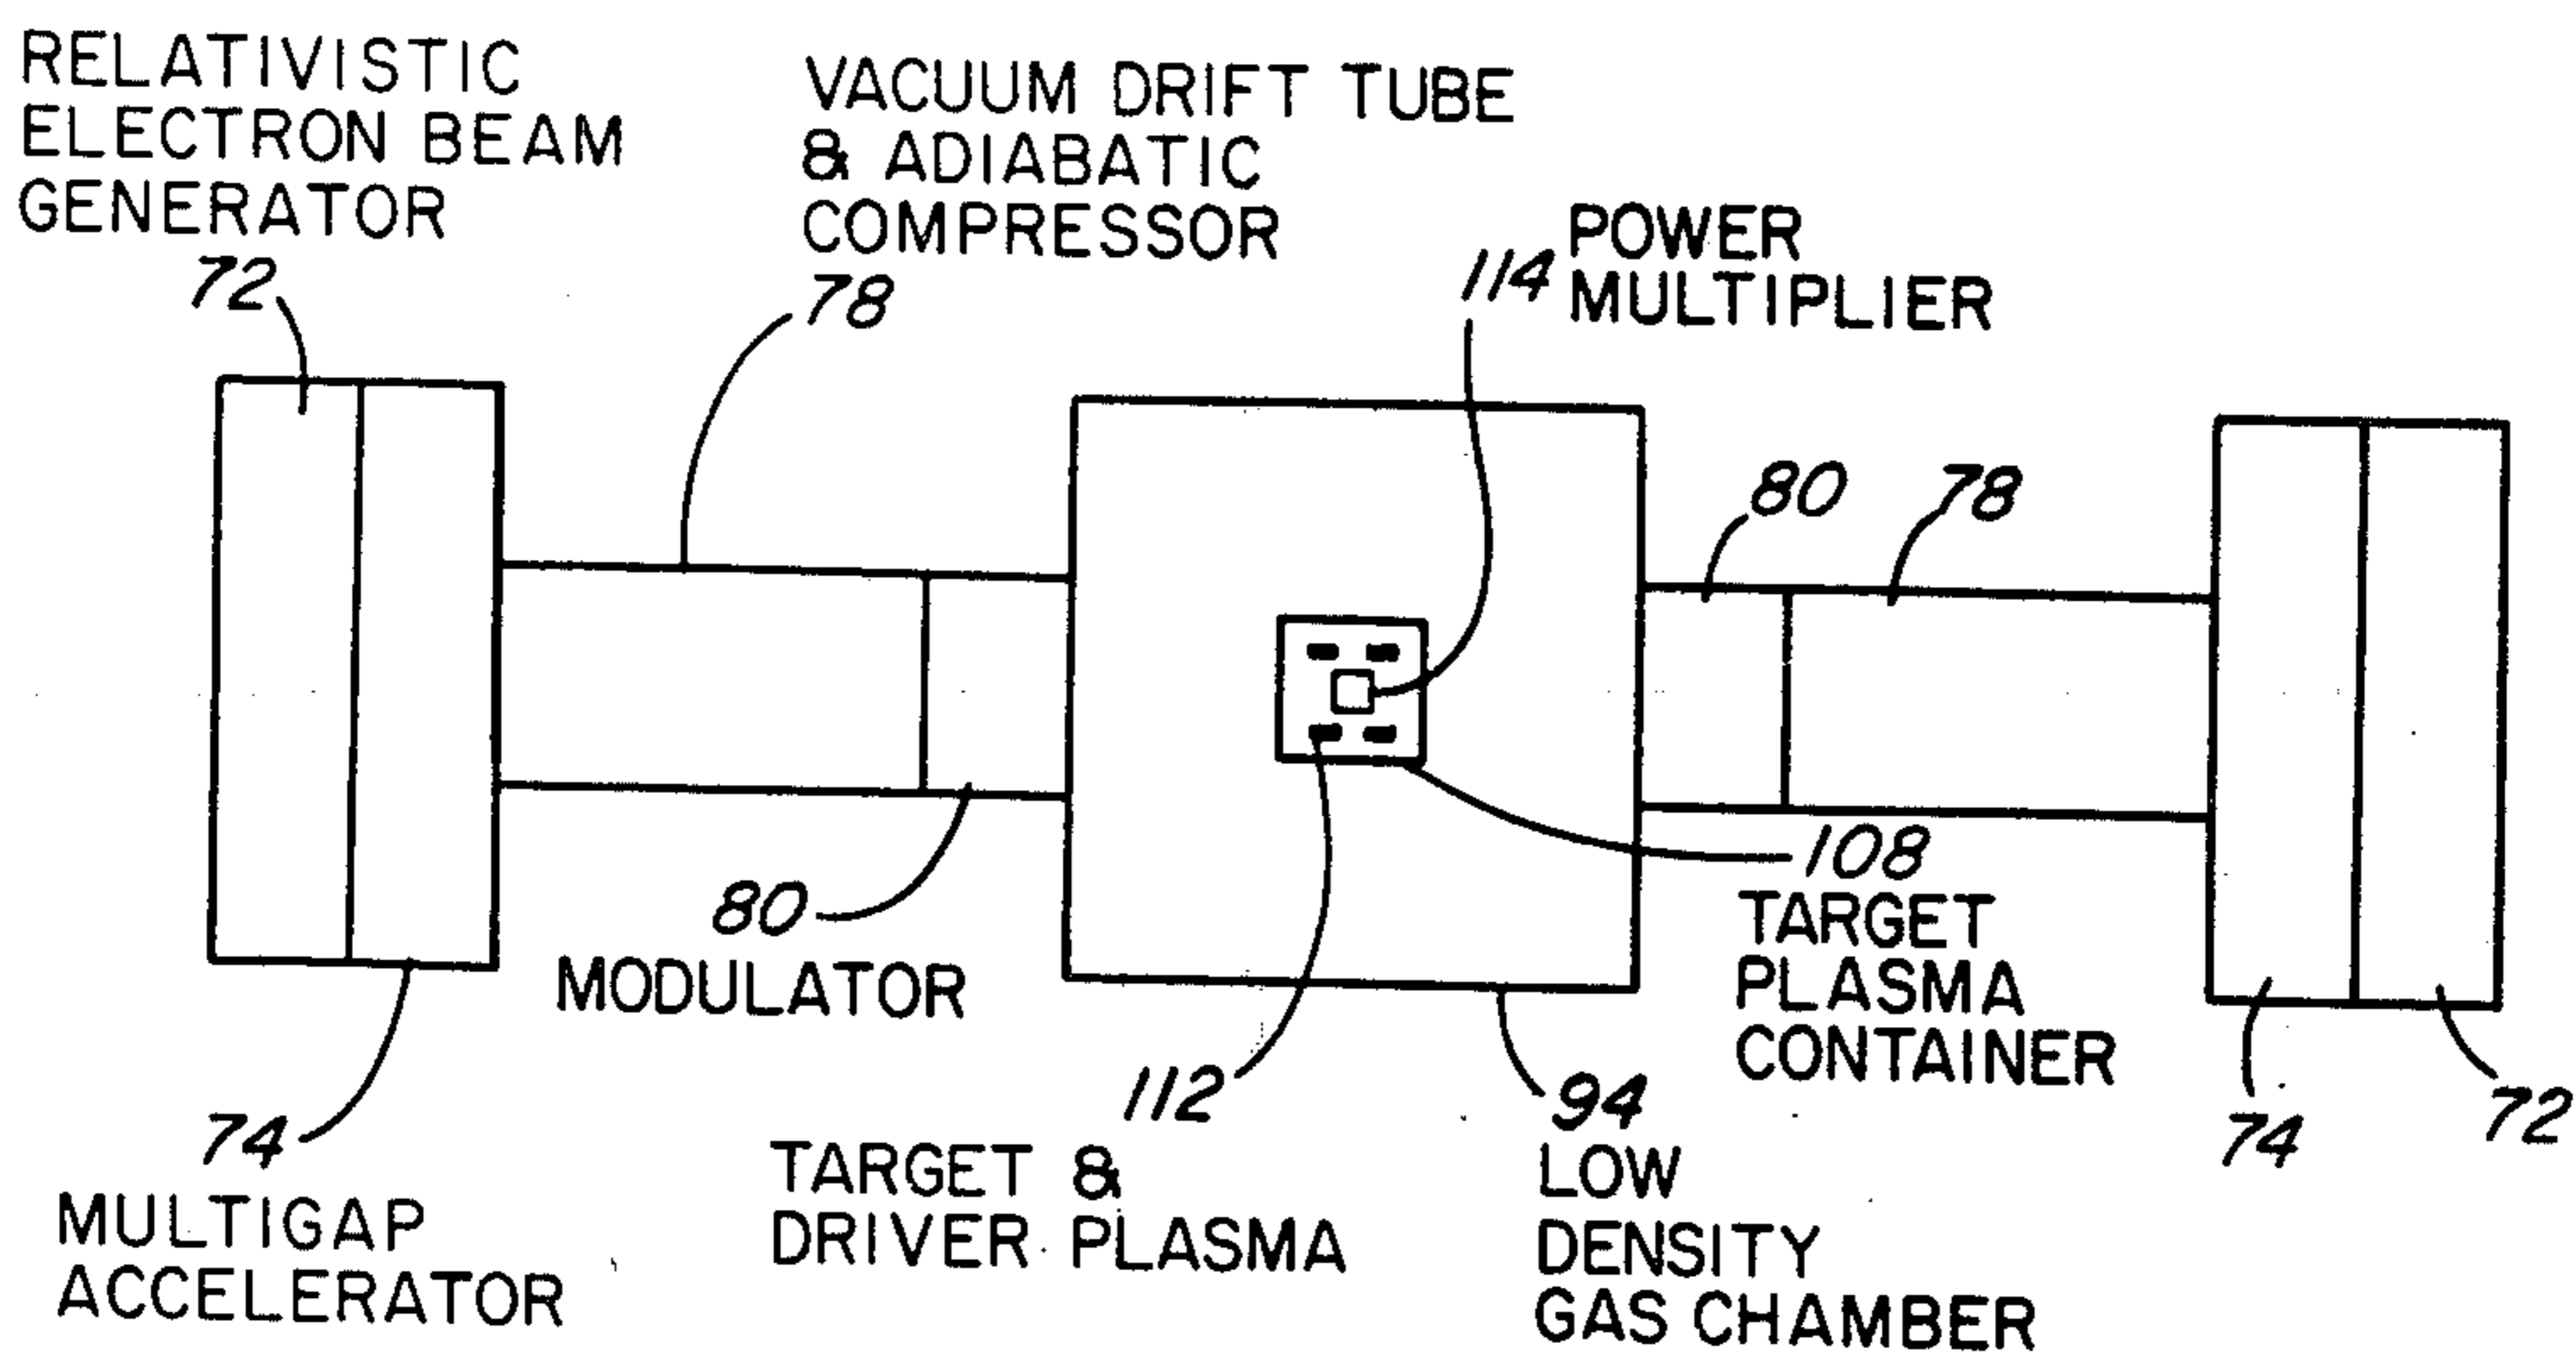 RELATIVISTIC
ELECTRON BEAM
GENERATOR
72
VACUUM DRIFT TUBE
& ADIABATIC
COMPRESSOR
78
114
POWER
MULTIPLIER
80
78
80
MODULATOR
108
TARGET
PLASMA
CONTAINER
74
MULTIGAP
ACCELERATOR
112
TARGET &
DRIVER PLASMA
94
LOW
DENSITY
GAS CHAMBER
74
72